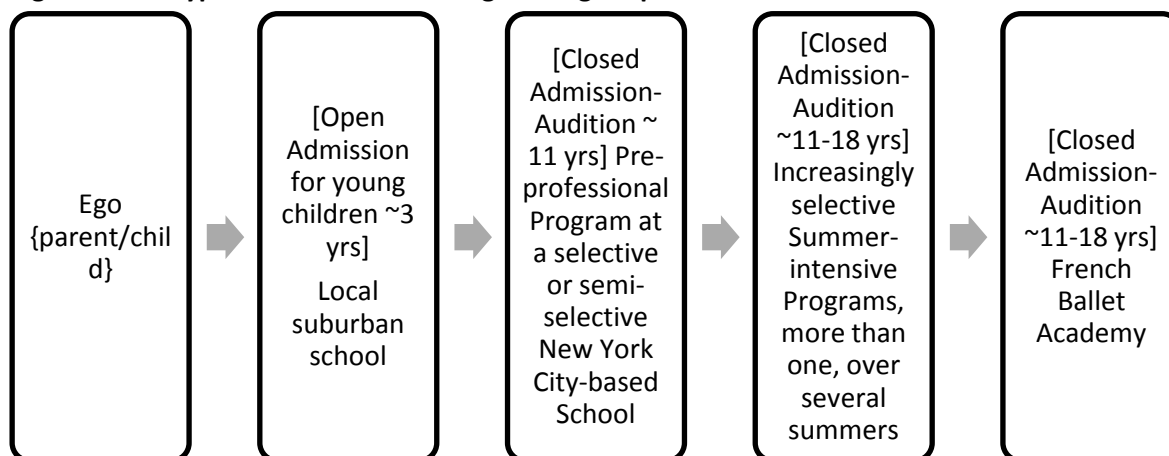 Ego
{parent/chil
d}
[Open
Admission
for young
children ~3
yrs]
Local
suburban
school
[Closed
Admission-
Audition ~
11 yrs] Pre-
professional
Program at
a selective
or semi-
selective
New York
City-based
School
[Closed
Admission-
Audition
~11-18 yrs]
Increasingly
selective
Summer-
intensive
Programs,
more than
one, over
several
summers
[Closed
Admission-
Audition
~11-18 yrs]
French
Ballet
Academy